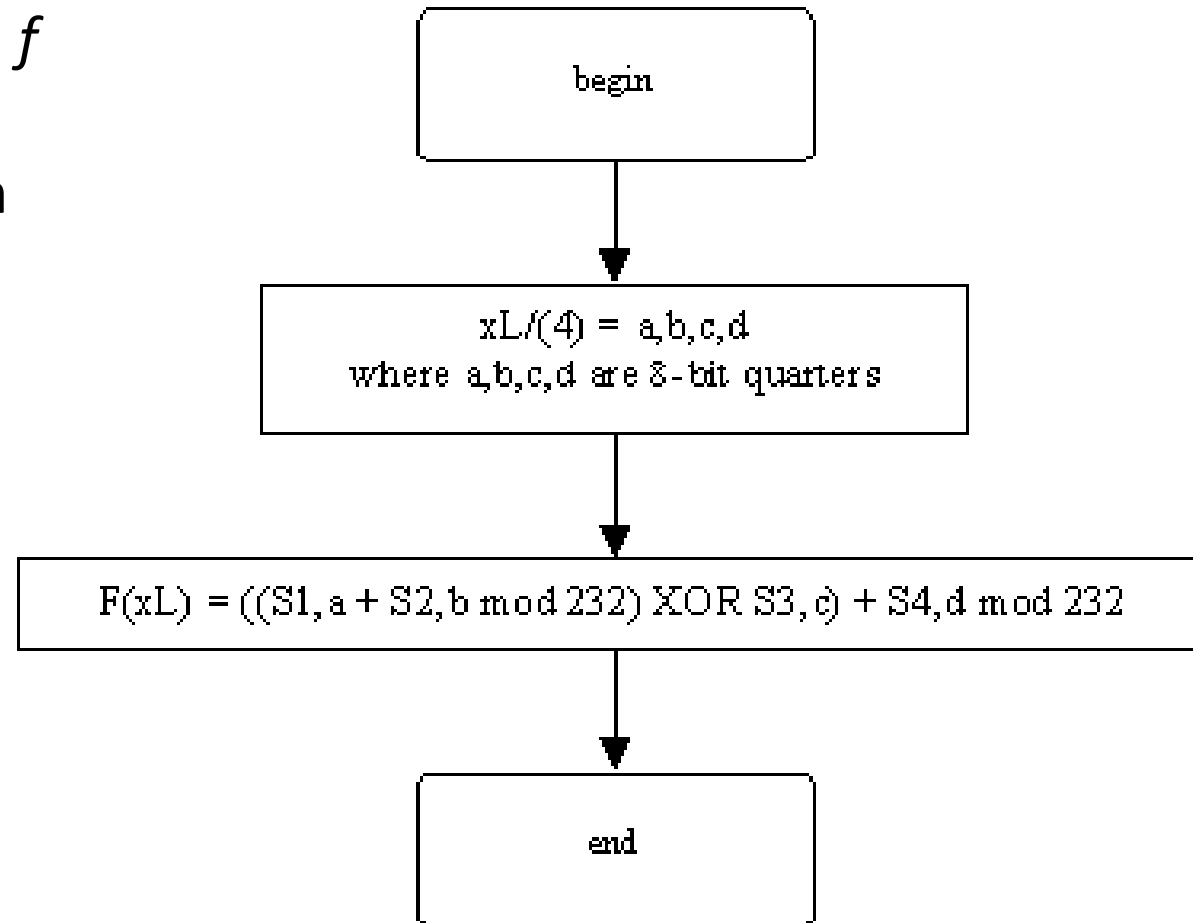 f
begin
n
xL/(4) = a,b,c,d
where a,b,c,d are 8-bit quarters
F(xL) = ((S1,a + S2,b mod 232) XOR S3,c) + S4,d mod 232
end